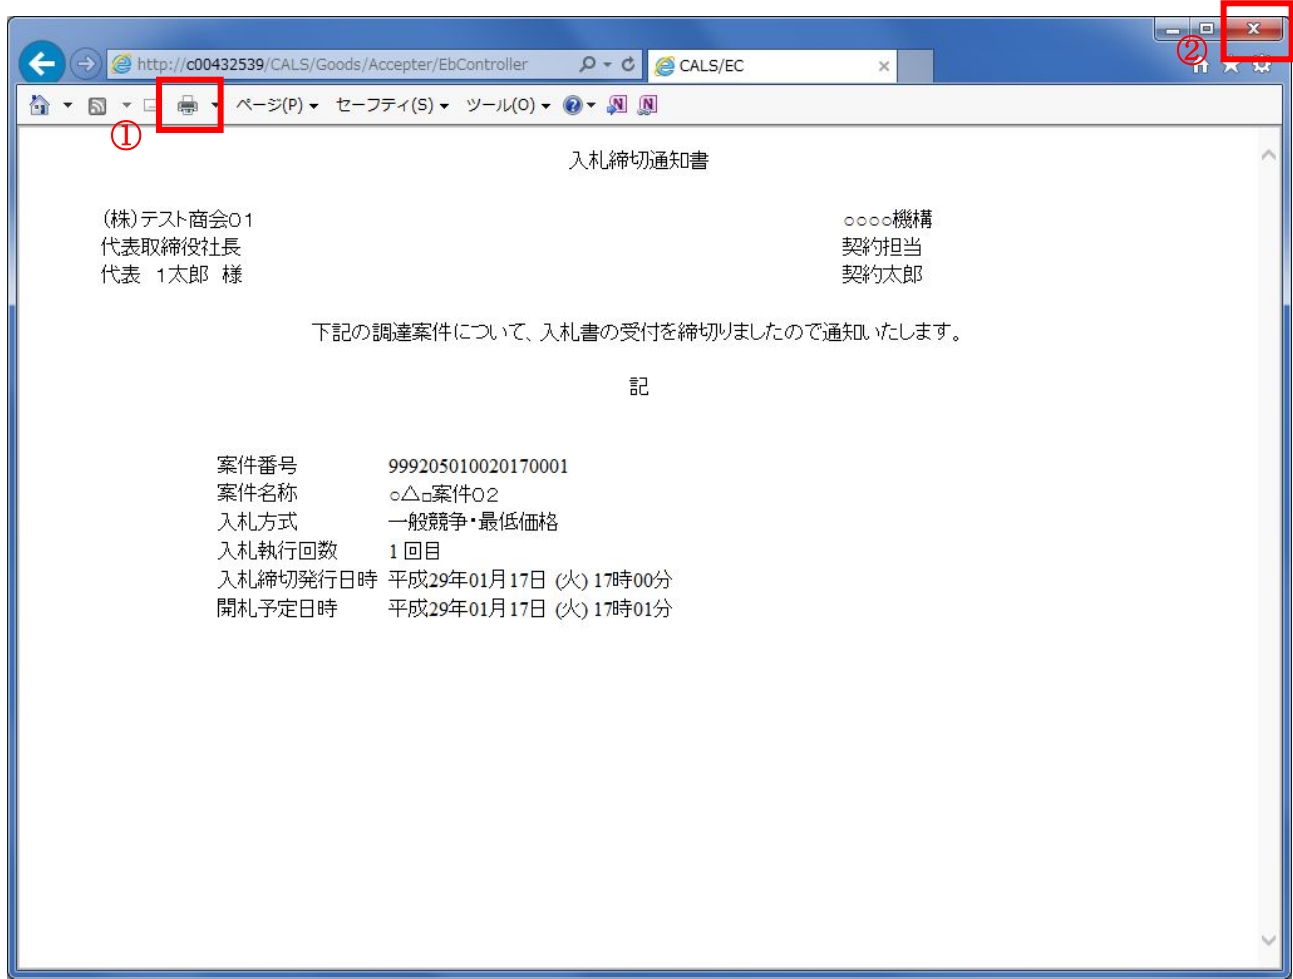 ②
http://c00432539/CALS/Goods/Accepter/EbController
CALS/EC
ページ(P) セーフティ(S) ツール(O)
①
入札締切通知書
(株)テスト商会01
○○○○機構
代表取締役社長
契約担当
代表 1太郎 様
契約太郎
下記の調達案件について、入札書の受付を締切りましたので通知いたします。
記
案件番号 999205010020170001
案件名称 ○△□案件02
入札方式 一般競争・最低価格
入札執行回数 1 回目
入札締切発行日時 平成29年01月17日 (火) 17時00分
開札予定日時 平成29年01月17日 (火) 17時01分